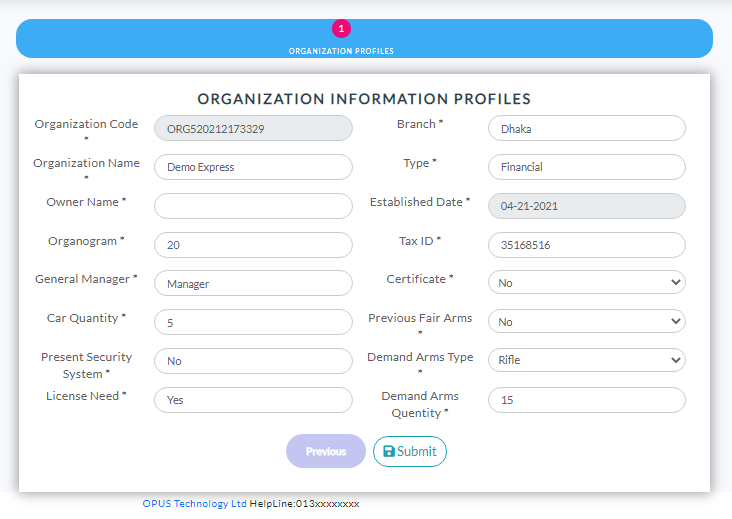 1
ORGANIZATION PROFILES
ORGANIZATION INFORMATION PROFILES
Organization Code * ORG520212173329 Branch * Dhaka
Organization Name * Demo Express Type * Financial
Owner Name * Established Date * 04-21-2021
Organogram * 20 Tax ID * 35168516
General Manager * Manager Certificate * No
Car Quantity * 5 Previous Fair Arms * No
Present Security System * No Demand Arms Type * Rifle
License Need * Yes Demand Arms Quentity * 15
Previous Submit
OPUS Technology Ltd HelpLine:013xxxxxxxx